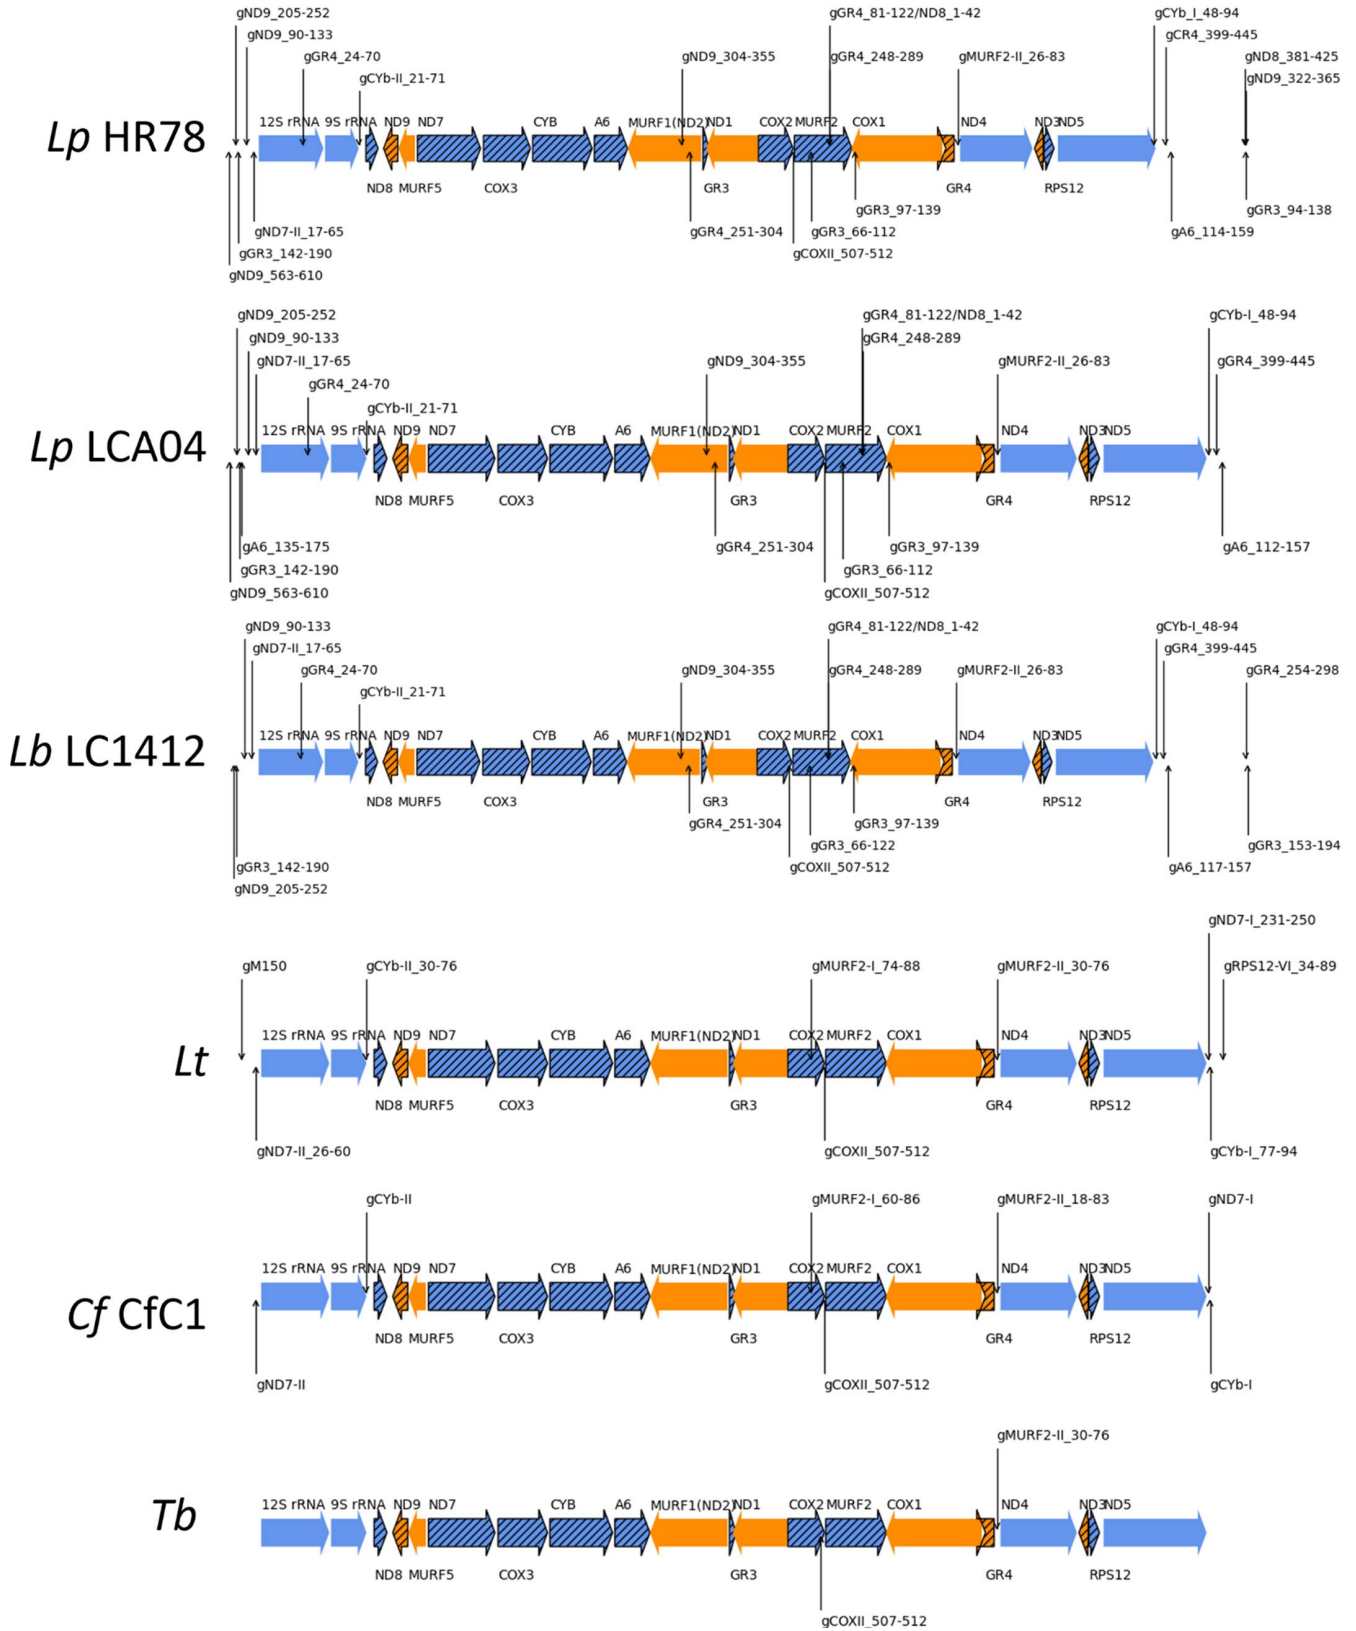 gND9_205-252
gND9_90-133
gGR4_24-70
gCYb-II_21-71
gND9_304-355
gGR4_81-122/ND8_1-42
gGR4_248-289
gMURF2-II_26-83
gCYb_I_48-94
gCR4_399-445
gND8_381-425
gND9_322-365
Lp HR78
12S rRNA 9S rRNA ND9 ND7 CYB A6 MURF1(ND2) ND1 COX2 MURF2 COX1 ND4 ND3 ND5
ND8 MURF5 COX3 GR3 GR4 RPS12
gND7-II_17-65
gGR3_142-190
gND9_563-610
gGR4_251-304
gCOXII_507-512
gGR3_66-112
gGR3_97-139
gA6_114-159
gGR3_94-138
gND9_205-252
gND9_90-133
gND7-II_17-65
gGR4_24-70
gCYb-II_21-71
gND9_304-355
gGR4_81-122/ND8_1-42
gGR4_248-289
gMURF2-II_26-83
gCYb-I_48-94
gGR4_399-445
Lp LCA04
12S rRNA 9S rRNA ND9 ND7 CYB A6 MURF1(ND2) ND1 COX2 MURF2 COX1 ND4 ND3 ND5
ND8 MURF5 COX3 GR3 GR4 RPS12
gA6_135-175
gGR3_142-190
gND9_563-610
gGR4_251-304
gGR3_97-139
gGR3_66-112
gCOXII_507-512
gA6_112-157
gND9_90-133
gND7-II_17-65
gGR4_24-70
gCYb-II_21-71
gND9_304-355
gGR4_81-122/ND8_1-42
gGR4_248-289
gMURF2-II_26-83
gCYb-I_48-94
gGR4_399-445
gGR4_254-298
Lb LC1412
12S rRNA 9S rRNA ND9 ND7 CYB A6 MURF1(ND2) ND1 COX2 MURF2 COX1 ND4 ND3 ND5
ND8 MURF5 COX3 GR3 GR4 RPS12
gGR3_142-190
gND9_205-252
gGR4_251-304
gGR3_97-139
gGR3_66-122
gCOXII_507-512
gA6_117-157
gGR3_153-194
gM150
gCYb-II_30-76
gMURF2-I_74-88
gMURF2-II_30-76
gND7-I_231-250
gRPS12-VI_34-89
Lt
12S rRNA 9S rRNA ND9 ND7 CYB A6 MURF1(ND2) ND1 COX2 MURF2 COX1 ND4 ND3 ND5
ND8 MURF5 COX3 GR3 GR4 RPS12
gND7-II_26-60
gCOXII_507-512
gCYb-I_77-94
gCYb-II
gMURF2-I_60-86
gMURF2-II_18-83
gND7-I
Cf CfC1
12S rRNA 9S rRNA ND9 ND7 CYB A6 MURF1(ND2) ND1 COX2 MURF2 COX1 ND4 ND3 ND5
ND8 MURF5 COX3 GR3 GR4 RPS12
gND7-II
gCOXII_507-512
gCYb-I
gMURF2-II_30-76
Tb
12S rRNA 9S rRNA ND9 ND7 CYB A6 MURF1(ND2) ND1 COX2 MURF2 COX1 ND4 ND3 ND5
ND8 MURF5 COX3 GR3 GR4 RPS12
gCOXII_507-512